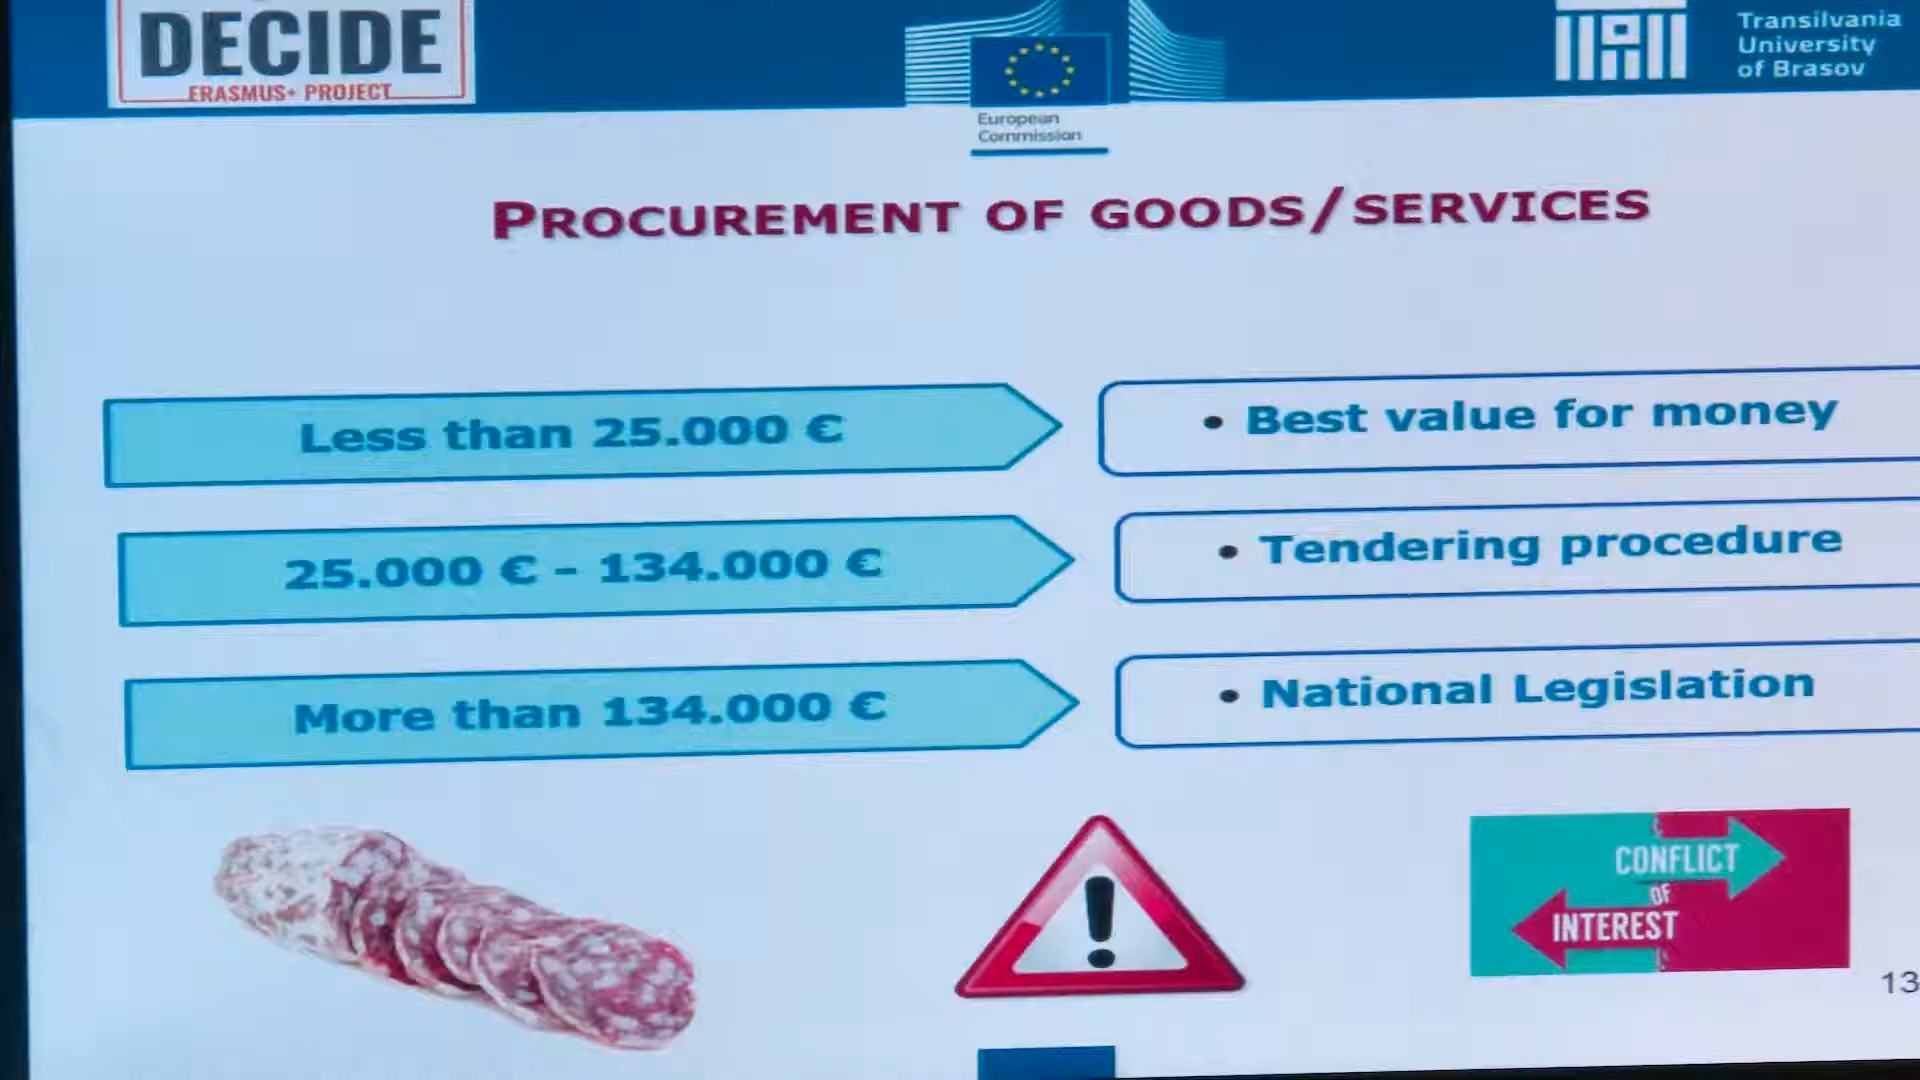 DECIDE
ERASMUS+ PROJECT
European
Commission
Transilvania
University
of Brasov
PROCUREMENT OF GOODS/SERVICES
Less than 25.000 €
• Best value for money
25.000 € - 134.000 €
• Tendering procedure
More than 134.000 €
• National Legislation
CONFLICT
OF
INTEREST
13